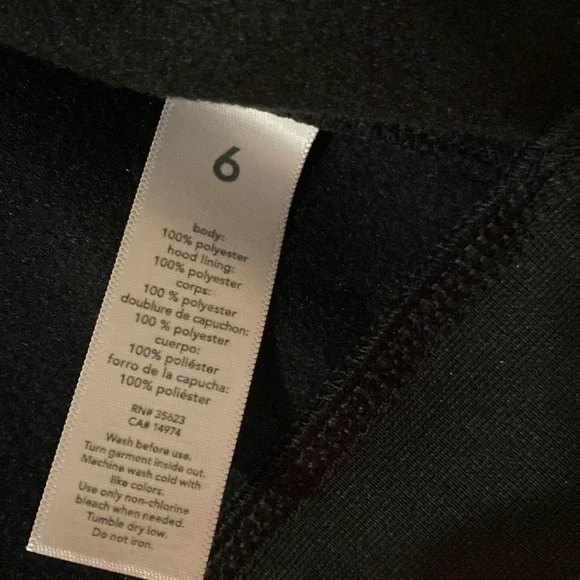 6
body:
100% polyester
hood lining:
100% polyester
corps:
100 % polyester
doublure de capuchon:
100 % polyester
cuerpo:
100% poliéster
forro de la capucha:
100% poliéster
RN# 35623
CA# 14974
Wash before use.
Turn garment inside out.
Machine wash cold with
like colors.
Use only non-chlorine
bleach when needed.
Tumble dry low.
Do not iron.